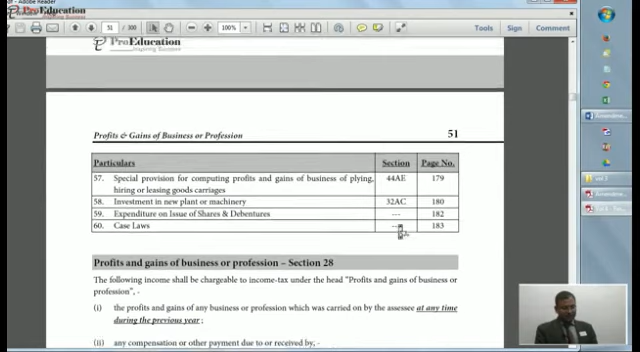 Adobe Reader
ProEducation
Inspiring Business
51 / 300
100%
Tools
Sign
Comment
ProEducation
Inspiring Business
Profits & Gains of Business or Profession
51
Particulars Section Page No.
57. Special provision for computing profits and gains of business of plying, hiring or leasing goods carriages 44AE 179
58. Investment in new plant or machinery 32AC 180
59. Expenditure on Issue of Shares & Debentures --- 182
60. Case Laws --- 183
Profits and gains of business or profession – Section 28
The following income shall be chargeable to income-tax under the head "Profits and gains of business or
profession", -
(i) the profits and gains of any business or profession which was carried on by the assessee at any time
during the previous year ;
(ii) any compensation or other payment due to or received by, -